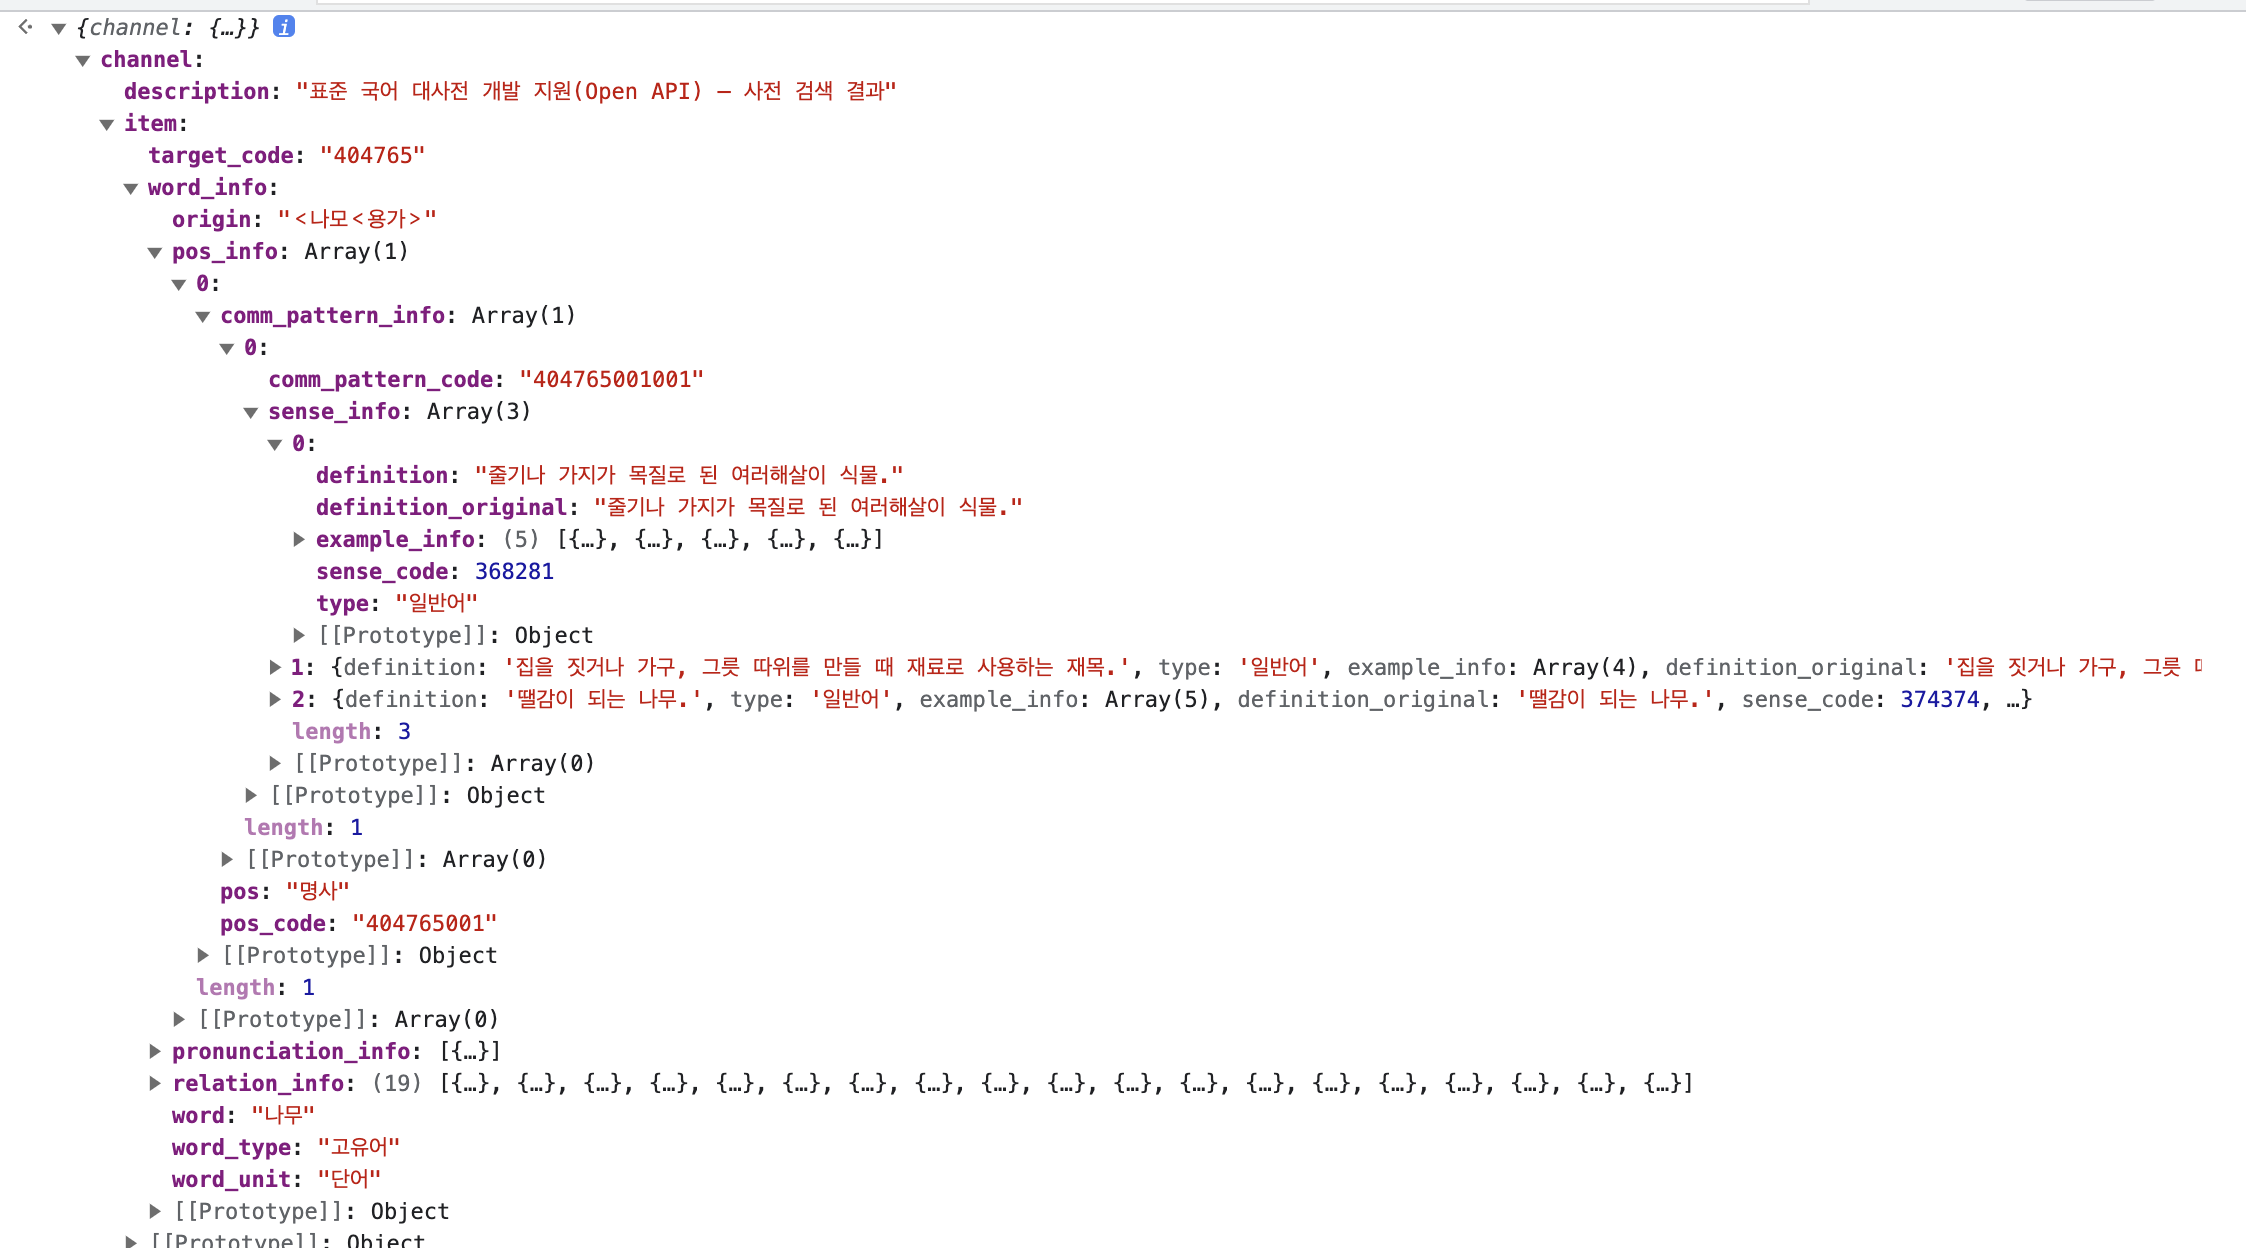 {channel: {…}} i
channel:
description: "표준 국어 대사전 개발 지원(Open API) – 사전 검색 결과"
item:
target_code: "404765"
word_info:
origin: "<나모<용가>"
pos_info: Array(1)
0:
comm_pattern_info: Array(1)
0:
comm_pattern_code: "404765001001"
sense_info: Array(3)
0:
definition: "줄기나 가지가 목질로 된 여러해살이 식물."
definition_original: "줄기나 가지가 목질로 된 여러해살이 식물."
example_info: (5) [{…}, {…}, {…}, {…}, {…}]
sense_code: 368281
type: "일반어"
[[Prototype]]: Object
1: {definition: '집을 짓거나 가구, 그릇 따위를 만들 때 재료로 사용하는 재목.', type: '일반어', example_info: Array(4), definition_original: '집을 짓거나 가구, 그릇
2: {definition: '땔감이 되는 나무.', type: '일반어', example_info: Array(5), definition_original: '땔감이 되는 나무.', sense_code: 374374, …}
length: 3
[[Prototype]]: Array(0)
[[Prototype]]: Object
length: 1
[[Prototype]]: Array(0)
pos: "명사"
pos_code: "404765001"
[[Prototype]]: Object
length: 1
[[Prototype]]: Array(0)
pronunciation_info: [{…}]
relation_info: (19) [{…}, {…}, {…}, {…}, {…}, {…}, {…}, {…}, {…}, {…}, {…}, {…}, {…}, {…}, {…}, {…}, {…}, {…}, {…}]
word: "나무"
word_type: "고유어"
word_unit: "단어"
[[Prototype]]: Object
[[Prototype]]: Object